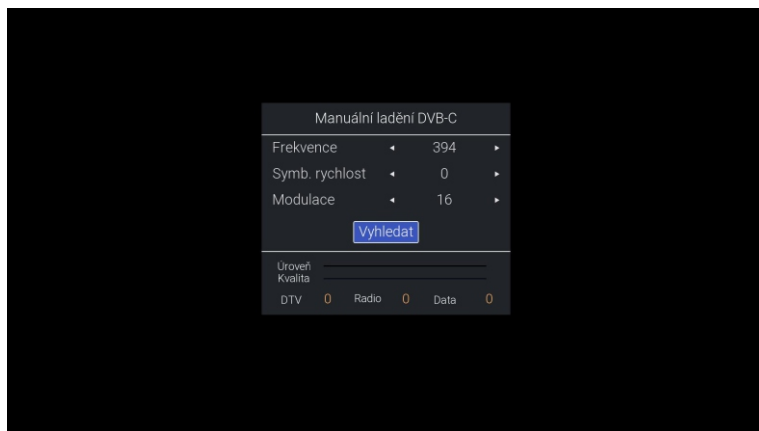 Manuální ladění DVB-C
Frekvence ◂ 394 ▸
Symb. rychlost ◂ 0 ▸
Modulace ◂ 16 ▸
Vyhledat
Úroveň
Kvalita
DTV 0 Radio 0 Data 0